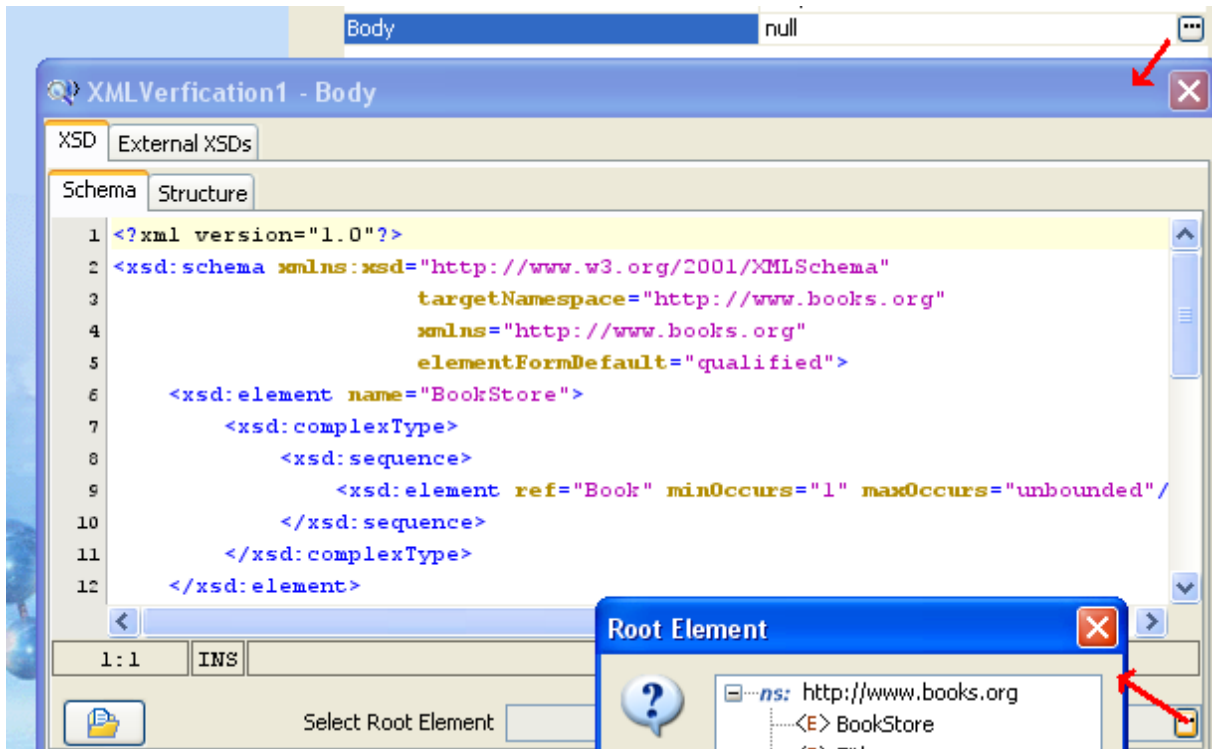 Body null
XMLVerfication1 - Body
XSD External XSDs
Schema Structure
1 <?xml version="1.0"?>
2 <xsd:schema xmlns:xsd="http://www.w3.org/2001/XMLSchema"
3 targetNamespace="http://www.books.org"
4 xmlns="http://www.books.org"
5 elementFormDefault="qualified">
6 <xsd:element name="BookStore">
7 <xsd:complexType>
8 <xsd:sequence>
9 <xsd:element ref="Book" minOccurs="1" maxOccurs="unbounded"/
10 </xsd:sequence>
11 </xsd:complexType>
12 </xsd:element>
Root Element
1:1 INS
ns: http://www.books.org
Select Root Element
<E> BookStore